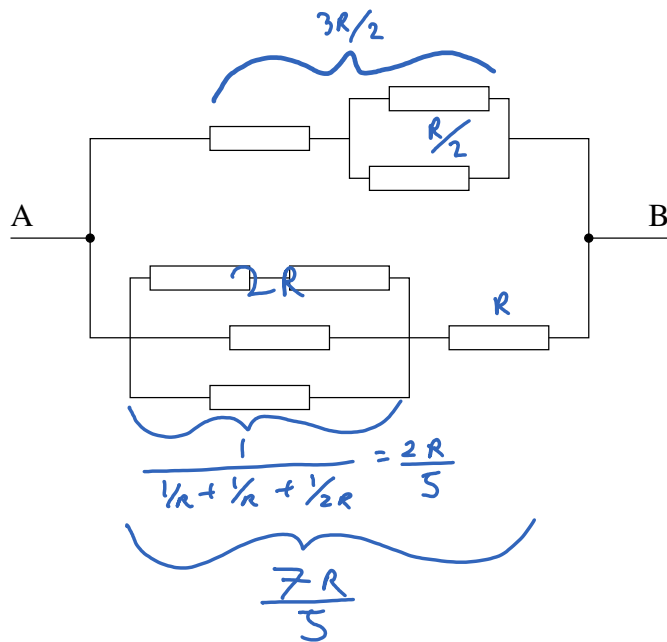 3R/2
R/2
A
B
2R
R
1/(1/R + 1/R + 1/2R) = 2R/5
7R/5